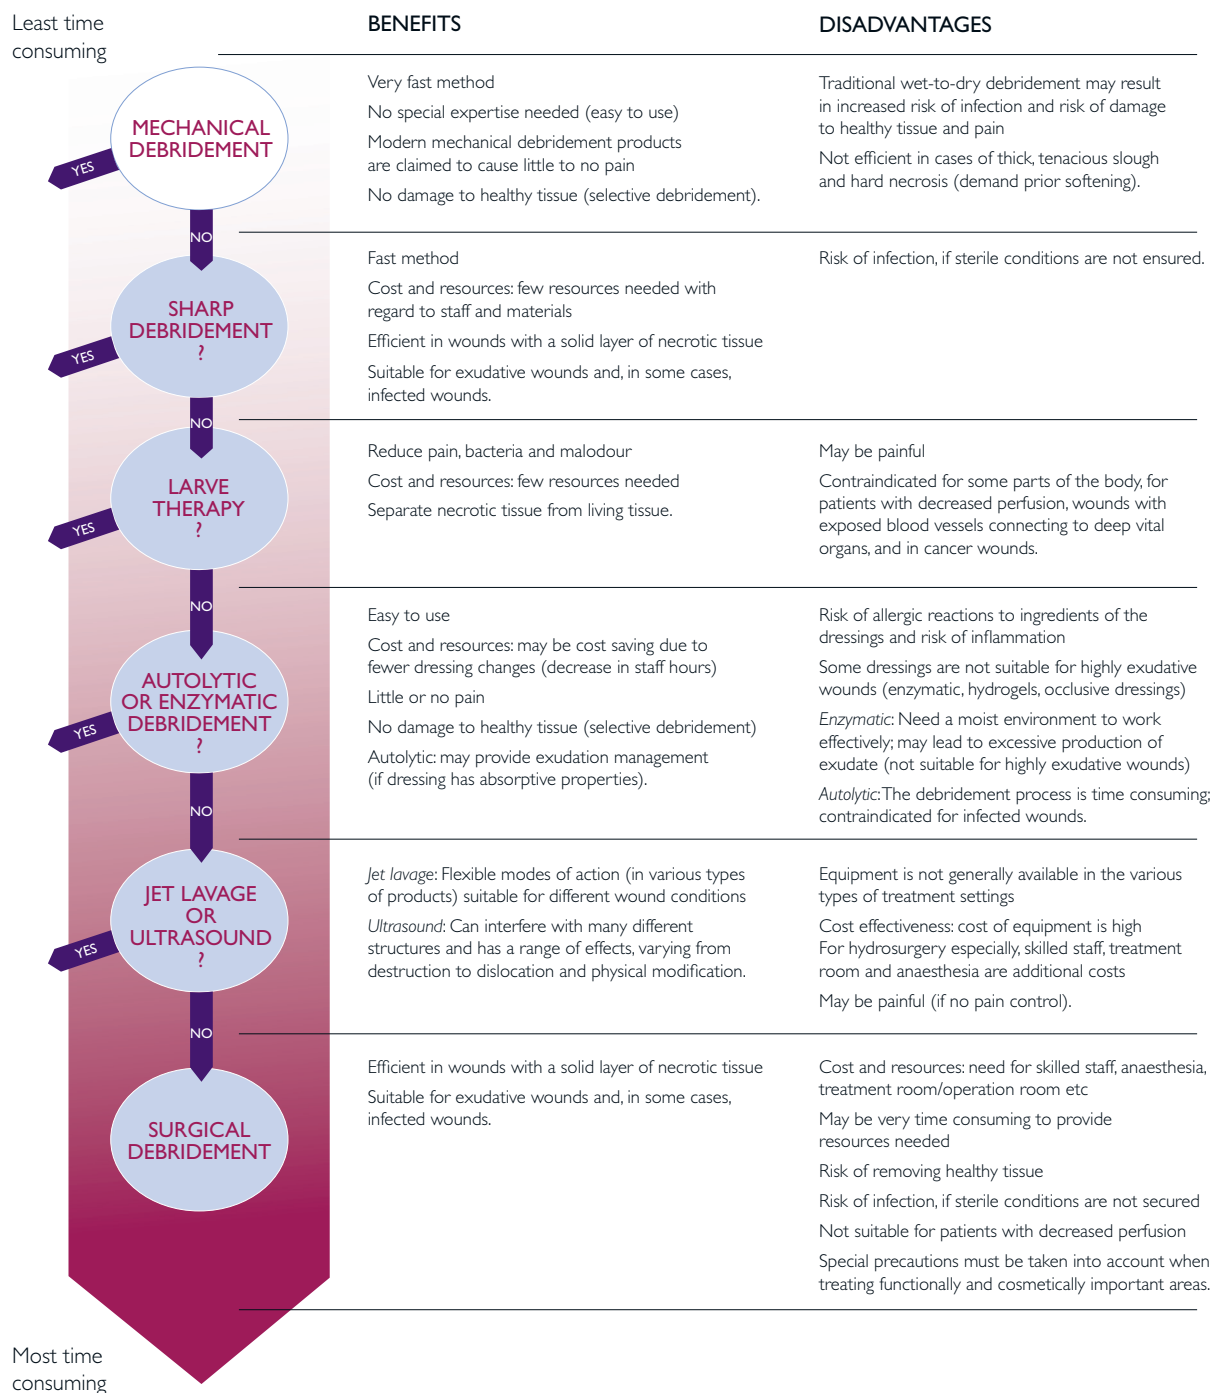 Least time
consuming
BENEFITS
DISADVANTAGES
MECHANICAL
DEBRIDEMENT
YES
NO
Very fast method
No special expertise needed (easy to use)
Modern mechanical debridement products
are claimed to cause little to no pain
No damage to healthy tissue (selective debridement).
Traditional wet-to-dry debridement may result
in increased risk of infection and risk of damage
to healthy tissue and pain
Not efficient in cases of thick, tenacious slough
and hard necrosis (demand prior softening).
SHARP
DEBRIDEMENT
?
YES
NO
Fast method
Cost and resources: few resources needed with
regard to staff and materials
Efficient in wounds with a solid layer of necrotic tissue
Suitable for exudative wounds and, in some cases,
infected wounds.
Risk of infection, if sterile conditions are not ensured.
LARVE
THERAPY
?
YES
NO
Reduce pain, bacteria and malodour
Cost and resources: few resources needed
Separate necrotic tissue from living tissue.
May be painful
Contraindicated for some parts of the body, for
patients with decreased perfusion, wounds with
exposed blood vessels connecting to deep vital
organs, and in cancer wounds.
AUTOLYTIC
OR ENZYMATIC
DEBRIDEMENT
?
YES
NO
Easy to use
Cost and resources: may be cost saving due to
fewer dressing changes (decrease in staff hours)
Little or no pain
No damage to healthy tissue (selective debridement)
Autolytic: may provide exudation management
(if dressing has absorptive properties).
Risk of allergic reactions to ingredients of the
dressings and risk of inflammation
Some dressings are not suitable for highly exudative
wounds (enzymatic, hydrogels, occlusive dressings)
Enzymatic: Need a moist environment to work
effectively; may lead to excessive production of
exudate (not suitable for highly exudative wounds)
Autolytic: The debridement process is time consuming;
contraindicated for infected wounds.
JET LAVAGE
OR
ULTRASOUND
?
YES
NO
Jet lavage: Flexible modes of action (in various types
of products) suitable for different wound conditions
Ultrasound: Can interfere with many different
structures and has a range of effects, varying from
destruction to dislocation and physical modification.
Equipment is not generally available in the various
types of treatment settings
Cost effectiveness: cost of equipment is high
For hydrosurgery especially, skilled staff, treatment
room and anaesthesia are additional costs
May be painful (if no pain control).
SURGICAL
DEBRIDEMENT
Efficient in wounds with a solid layer of necrotic tissue
Suitable for exudative wounds and, in some cases,
infected wounds.
Cost and resources: need for skilled staff, anaesthesia,
treatment room/operation room etc
May be very time consuming to provide
resources needed
Risk of removing healthy tissue
Risk of infection, if sterile conditions are not secured
Not suitable for patients with decreased perfusion
Special precautions must be taken into account when
treating functionally and cosmetically important areas.
Most time
consuming